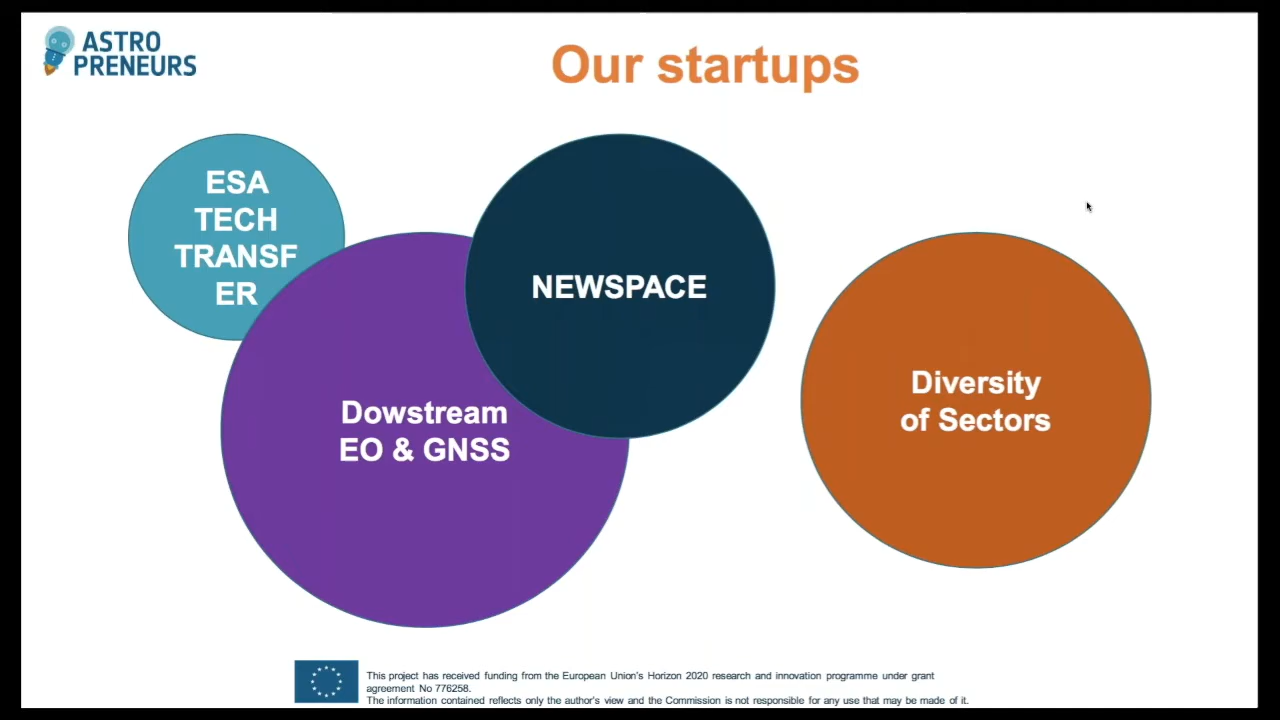 ASTRO
PRENEURS
Our startups
ESA
TECH
TRANSF
ER
NEWSPACE
Dowstream
EO & GNSS
Diversity
of Sectors
This project has received funding from the European Union's Horizon 2020 research and innovation programme under grant
agreement No 776258.
The information contained reflects only the author's view and the Commission is not responsible for any use that may be made of it.